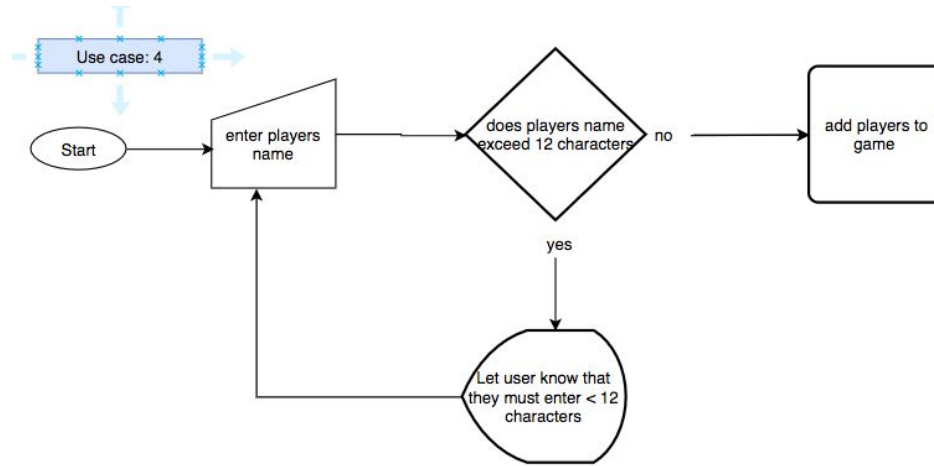 Use case: 4
Start
enter players
name
does players name
exceed 12 characters
no
add players to
game
yes
Let user know that
they must enter < 12
characters